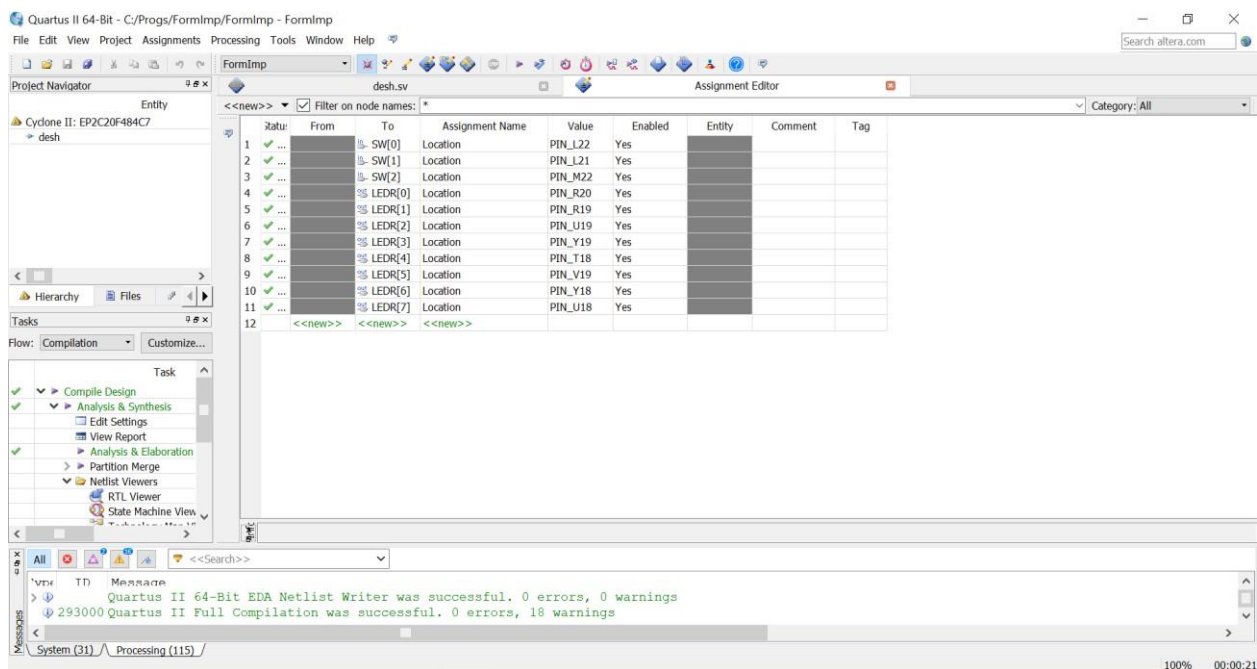 Quartus II 64-Bit - C:/Progs/FormImp/FormImp - FormImp
File Edit View Project Assignments Processing Tools Window Help
Search altera.com
FormImp
Project Navigator
desh.sv
Assignment Editor
Entity
Cyclone II: EP2C20F484C7
desh
<<new>> Filter on node names: *
Category: All
From To Assignment Name Value Enabled Entity Comment Tag
1 ... SW[0] Location PIN_L22 Yes
2 ... SW[1] Location PIN_L21 Yes
3 ... SW[2] Location PIN_M22 Yes
4 ... LEDR[0] Location PIN_R20 Yes
5 ... LEDR[1] Location PIN_R19 Yes
6 ... LEDR[2] Location PIN_U19 Yes
7 ... LEDR[3] Location PIN_Y19 Yes
8 ... LEDR[4] Location PIN_T18 Yes
9 ... LEDR[5] Location PIN_V19 Yes
10 ... LEDR[6] Location PIN_Y18 Yes
11 ... LEDR[7] Location PIN_U18 Yes
12 <<new>> <<new>> <<new>>
Hierarchy Files
Tasks
Flow: Compilation Customize...
Task
Compile Design
Analysis & Synthesis
Edit Settings
View Report
Analysis & Elaboration
Partition Merge
Netlist Viewers
RTL Viewer
State Machine View
All <<Search>>
ID Message
Quartus II 64-Bit EDA Netlist Writer was successful. 0 errors, 0 warnings
293000 Quartus II Full Compilation was successful. 0 errors, 18 warnings
Messages
System (31) Processing (115)
100% 00:00:21